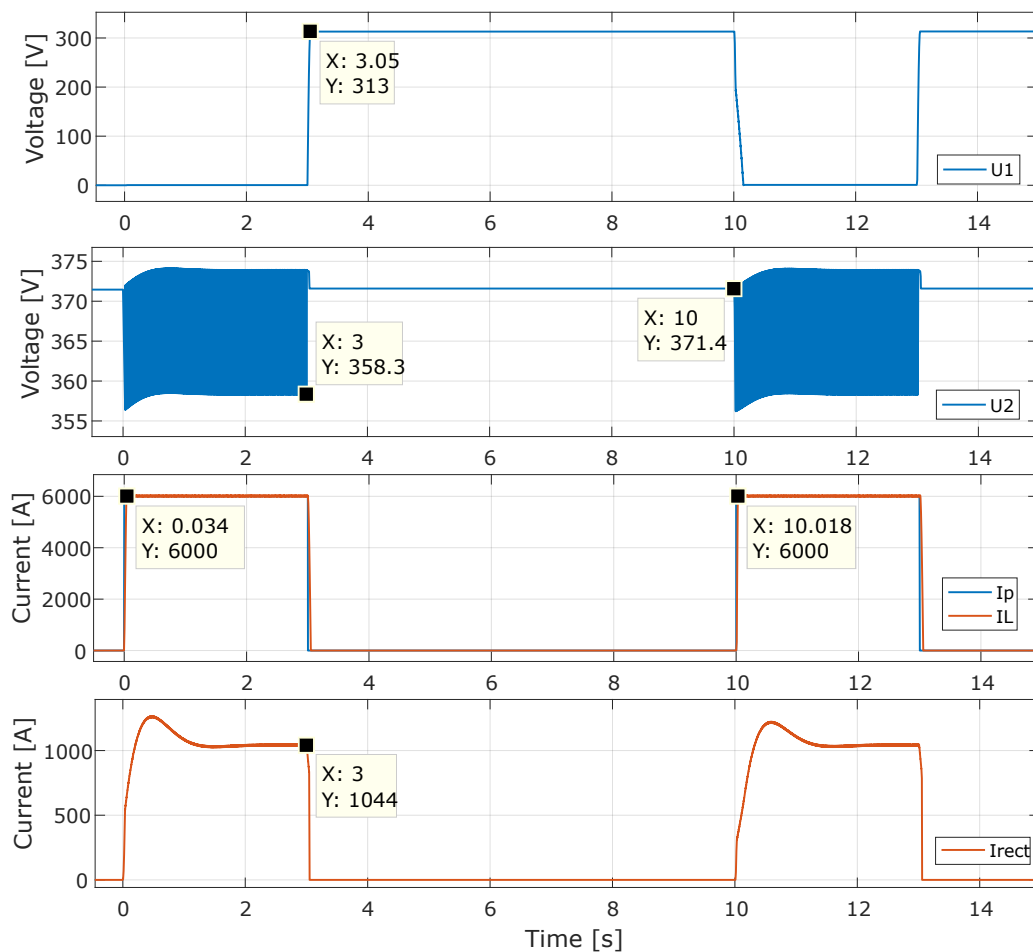 Voltage [V]
300
200
100
0
X: 3.05
Y: 313
U1
0 2 4 6 8 10 12 14
Voltage [V]
375
370
365
360
355
X: 3
Y: 358.3
X: 10
Y: 371.4
U2
0 2 4 6 8 10 12 14
Current [A]
6000
4000
2000
0
X: 0.034
Y: 6000
X: 10.018
Y: 6000
Ip
IL
0 2 4 6 8 10 12 14
Current [A]
1000
500
0
X: 3
Y: 1044
Irect
0 2 4 6 8 10 12 14
Time [s]